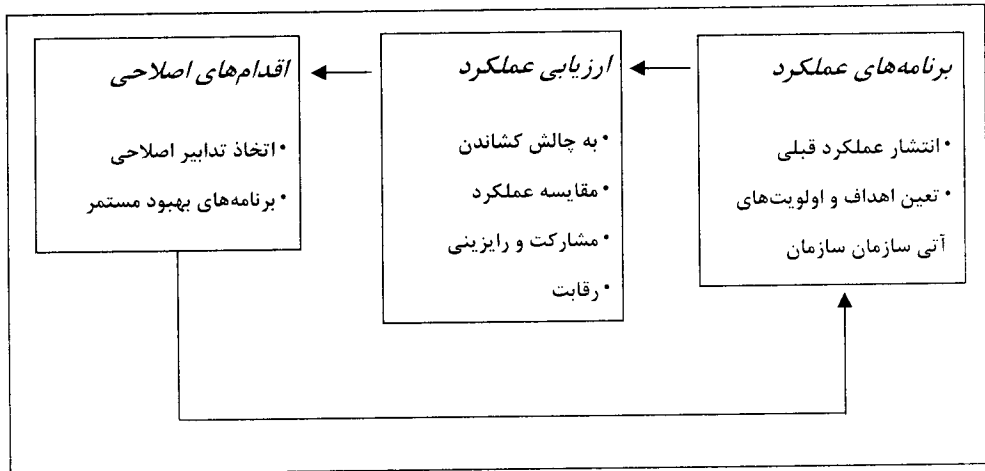 برنامه‌های عملکرد
• انتشار عملکرد قبلی
• تعین اهداف و اولویت‌های
آتی سازمان سازمان
ارزیابی عملکرد
• به چالش کشاندن
• مقایسه عملکرد
• مشارکت و رایزینی
• رقابت
اقدام‌های اصلاحی
• اتخاذ تدابیر اصلاحی
• برنامه‌های بهبود مستمر